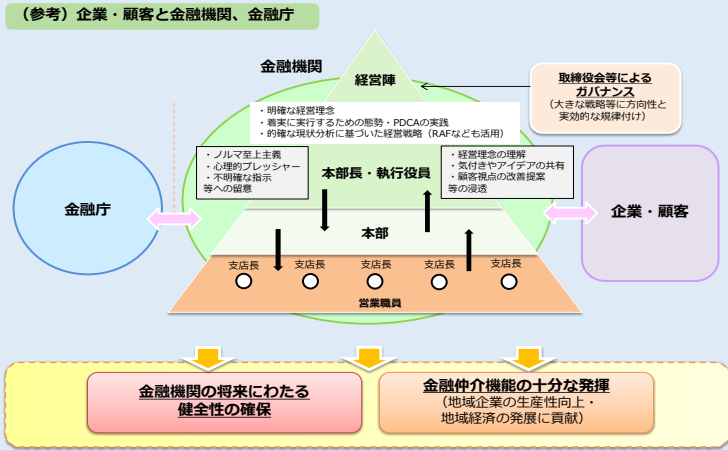 （参考）企業・顧客と金融機関、金融庁
金融機関
経営陣
取締役会等による
ガバナンス
（大きな戦略等に方向性と
実効的な規律付け）
・明確な経営理念
・着実に実行するための態勢・PDCAの実践
・的確な現状分析に基づいた経営戦略（RAFなども活用）
・ノルマ至上主義
・心理的プレッシャー
・不明確な指示
等への留意
本部長・執行役員
・経営理念の理解
・気付きやアイデアの共有
・顧客視点の改善提案
等の浸透
金融庁
企業・顧客
本部
支店長
支店長
支店長
支店長
支店長
営業職員
金融機関の将来にわたる
健全性の確保
金融仲介機能の十分な発揮
（地域企業の生産性向上・
地域経済の発展に貢献）